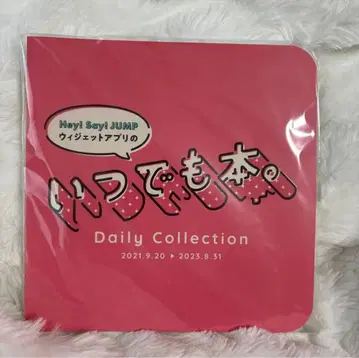 Hey! Say! JUMP
ウィジェットアプリの
いつでも本。
Daily Collection
2021.9.20 ▶ 2023.8.31